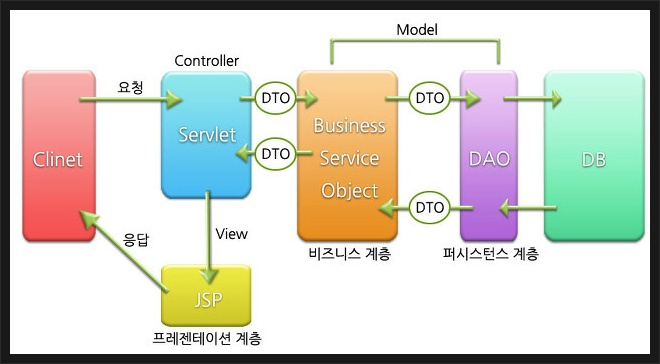 Model
Controller
요청
DTO
DTO
Clinet
Servlet
Business
Service
Object
DAO
DB
DTO
DTO
응답
View
비즈니스 계층
퍼시스턴스 계층
JSP
프레젠테이션 계층